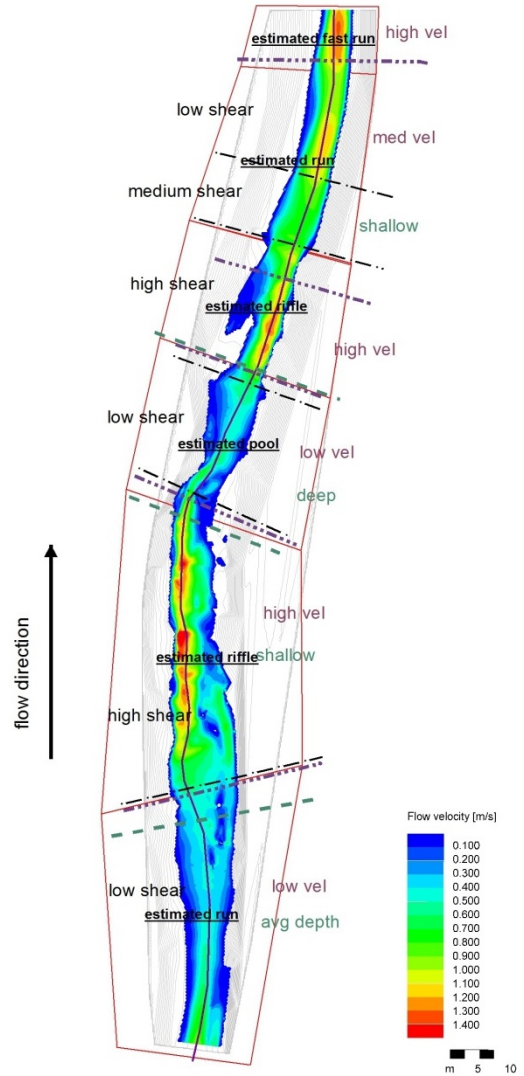 estimated fast run
high vel
low shear
med vel
estimated run
medium shear
shallow
high shear
estimated riffle
high vel
low shear
estimated pool
low vel
deep
high vel
estimated riffle
shallow
high shear
flow direction
low shear
low vel
estimated run
avg depth
Flow velocity [m/s]
0.100
0.200
0.300
0.400
0.500
0.600
0.700
0.800
0.900
1.000
1.100
1.200
1.300
1.400
m 5 10